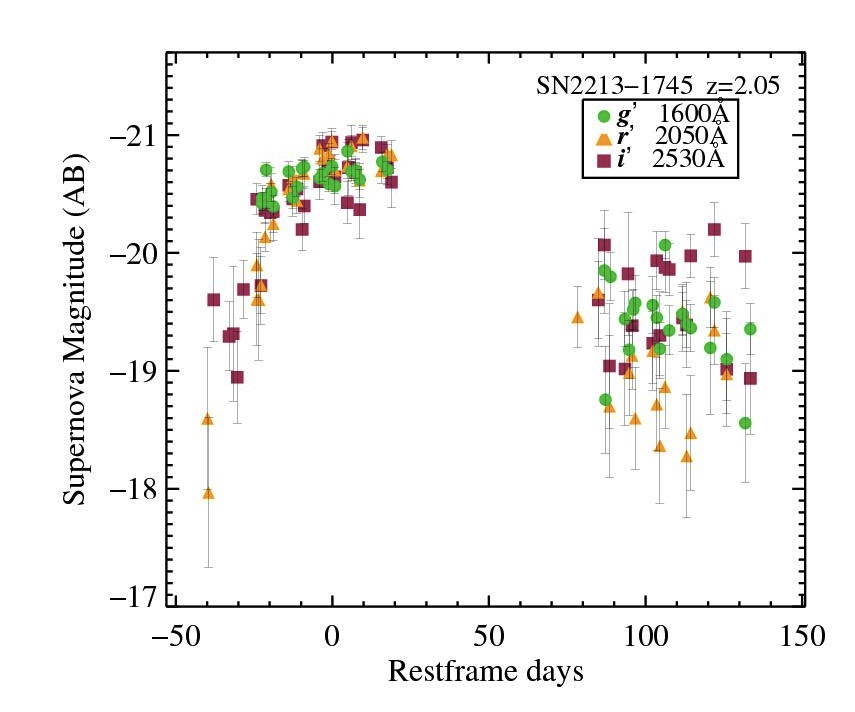 SN2213−1745 z=2.05
g' 1600Å
r' 2050Å
i' 2530Å
Supernova Magnitude (AB)
−21
−20
−19
−18
−17
−50 0 50 100 150
Restframe days